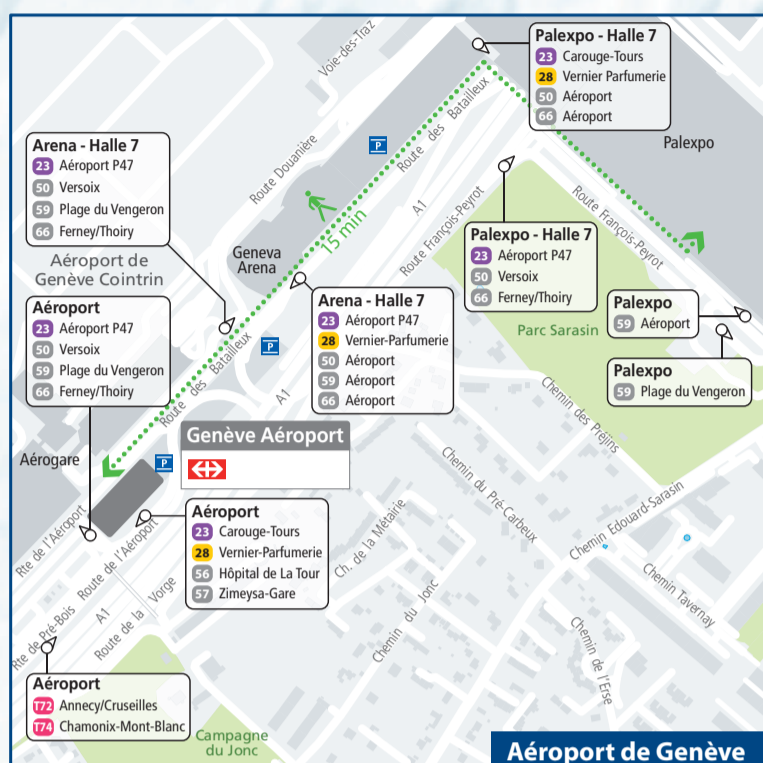 Palexpo - Halle 7
23 Carouge-Tours
28 Vernier Parfumerie
50 Aéroport
66 Aéroport
Voie-des-Traz
Palexpo
P
Route des Batailleux
Route Douanière
A1
15 min
Arena - Halle 7
23 Aéroport P47
50 Versoix
59 Plage du Vengeron
66 Ferney/Thoiry
Route François-Peyrot
Route François-Peyrot
Palexpo - Halle 7
23 Aéroport P47
50 Versoix
66 Ferney/Thoiry
Geneva
Arena
Aéroport de
Genève Cointrin
Arena - Halle 7
23 Aéroport P47
28 Vernier-Parfumerie
50 Aéroport
59 Aéroport
66 Aéroport
Palexpo
59 Aéroport
Parc Sarasin
Palexpo
59 Plage du Vengeron
Aéroport
23 Aéroport P47
50 Versoix
59 Plage du Vengeron
66 Ferney/Thoiry
P
Route des Batailleux
A1
Chemin des Préjins
Genève Aéroport
P
Aérogare
Chemin du Pré-Carbeux
Chemin Edouard-Sarasin
Aéroport
23 Carouge-Tours
28 Vernier-Parfumerie
56 Hôpital de La Tour
57 Zimeysa-Gare
Rte de l'Aéroport
Route de l'Aéroport
Ch. de la Métairie
Chemin Tavernay
Rte de Pré-Bois
A1
Route de la Vorge
Chemin du Jonc
Chemin de l'Erse
Aéroport
T72 Annecy/Cruseilles
T74 Chamonix-Mont-Blanc
Campagne
du Jonc
Aéroport de Genève